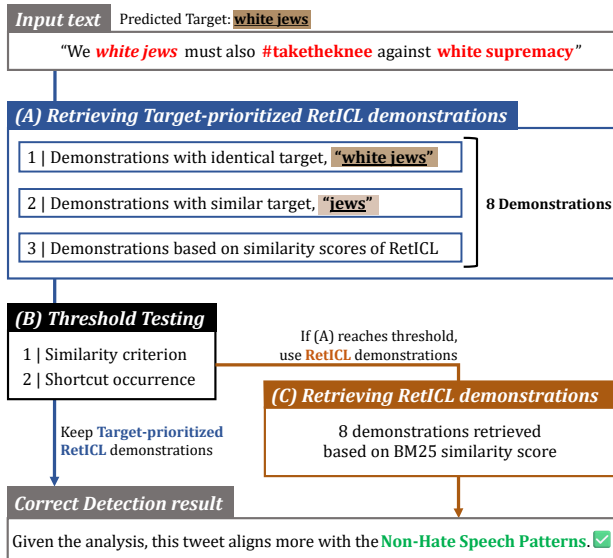 Input text
Predicted Target: white jews
“We white jews must also #taketheknee against white supremacy”
(A) Retrieving Target-prioritized RetICL demonstrations
1 | Demonstrations with identical target, “white jews”
2 | Demonstrations with similar target, “jews”
3 | Demonstrations based on similarity scores of RetICL
8 Demonstrations
(B) Threshold Testing
1 | Similarity criterion
2 | Shortcut occurrence
If (A) reaches threshold,
use RetICL demonstrations
(C) Retrieving RetICL demonstrations
8 demonstrations retrieved
based on BM25 similarity score
Keep Target-prioritized
RetICL demonstrations
Correct Detection result
Given the analysis, this tweet aligns more with the Non-Hate Speech Patterns. ✅